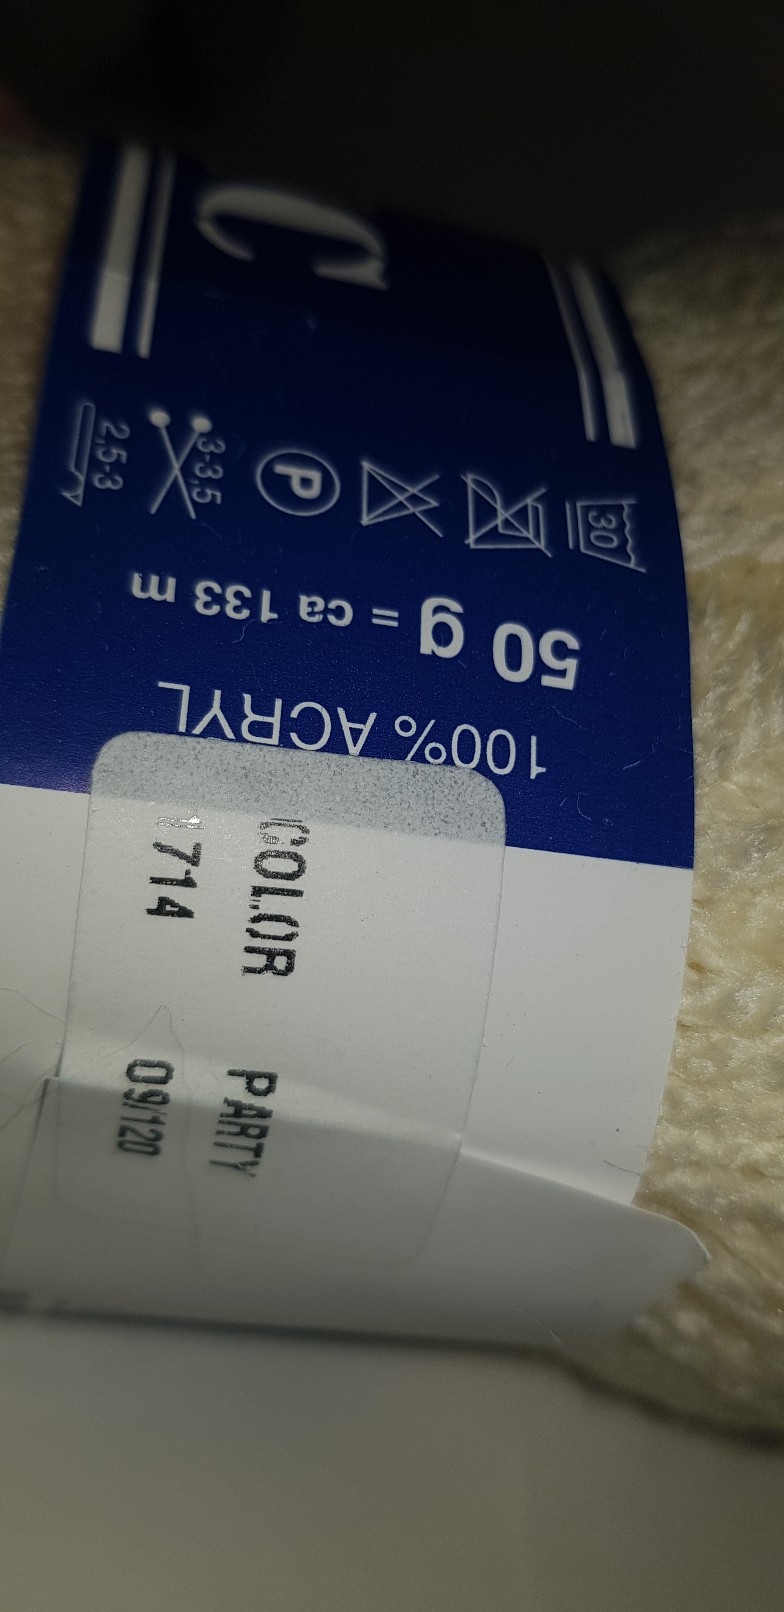 C
30 P 3-3,5 2,5-3
50 g = ca 133 m
100% ACRYL
COLOR PARTY
714 09/120